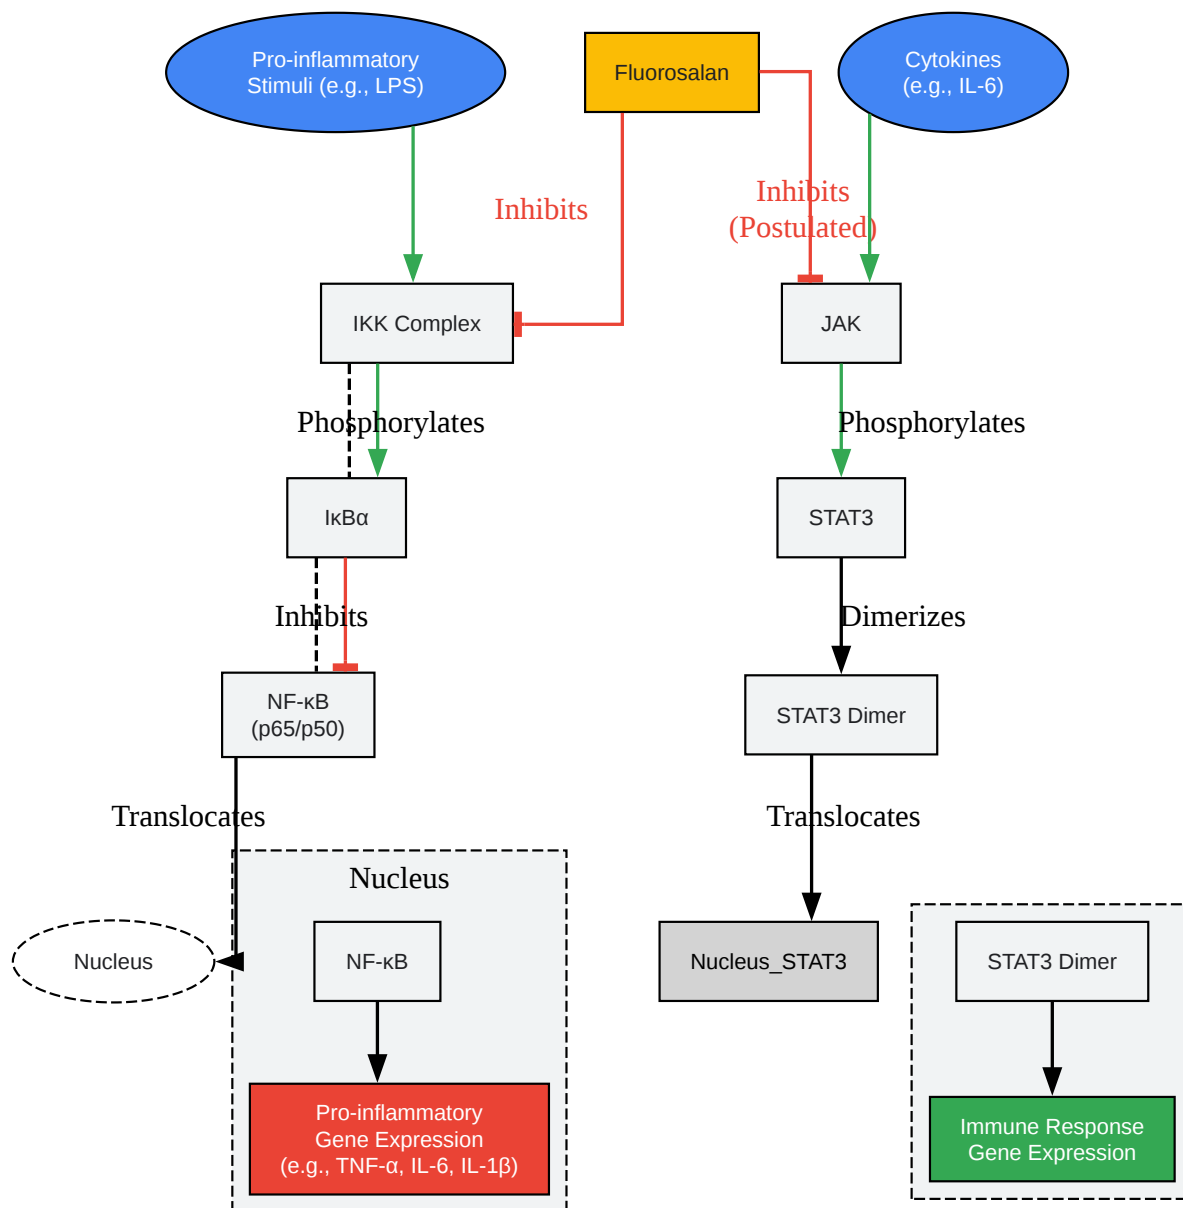 Pro-inflammatory
Stimuli (e.g., LPS)
Fluorosalan
Cytokines
(e.g., IL-6)
Inhibits
Inhibits
(Postulated)
IKK Complex
JAK
Phosphorylates
Phosphorylates
IκBα
STAT3
Inhibits
Dimerizes
NF-κB
(p65/p50)
STAT3 Dimer
Translocates
Translocates
Nucleus
Nucleus
NF-κB
Nucleus_STAT3
STAT3 Dimer
Pro-inflammatory
Gene Expression
(e.g., TNF-α, IL-6, IL-1β)
Immune Response
Gene Expression